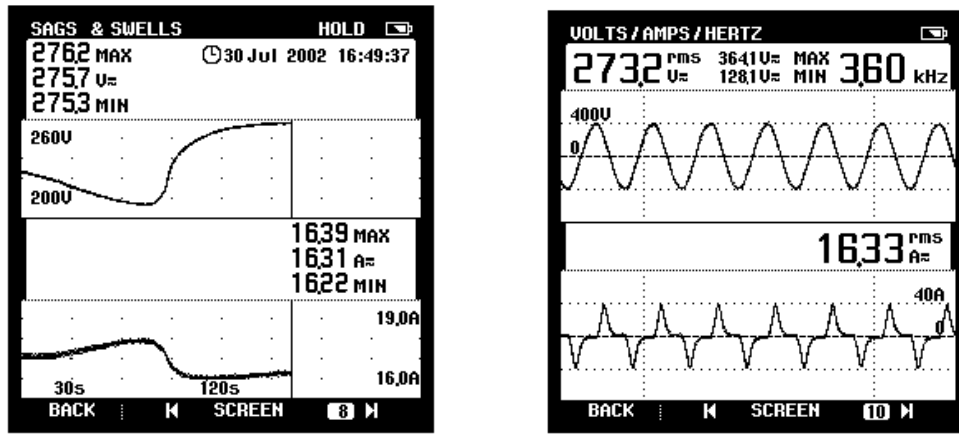 SAGS & SWELLS HOLD
276,2 MAX 30 Jul 2002 16:49:37
275,7 V≂
275,3 MIN
260V
200V
16,39 MAX
16,31 A≂
16,22 MIN
19,0A
16,0A
30s 120s
BACK SCREEN 8
VOLTS / AMPS / HERTZ
273,2 rms V≂ 364,1 V≂ MAX 3,60 kHz
128,1 V≂ MIN
400V
0
16,33 rms A≂
40A
0
BACK SCREEN 10